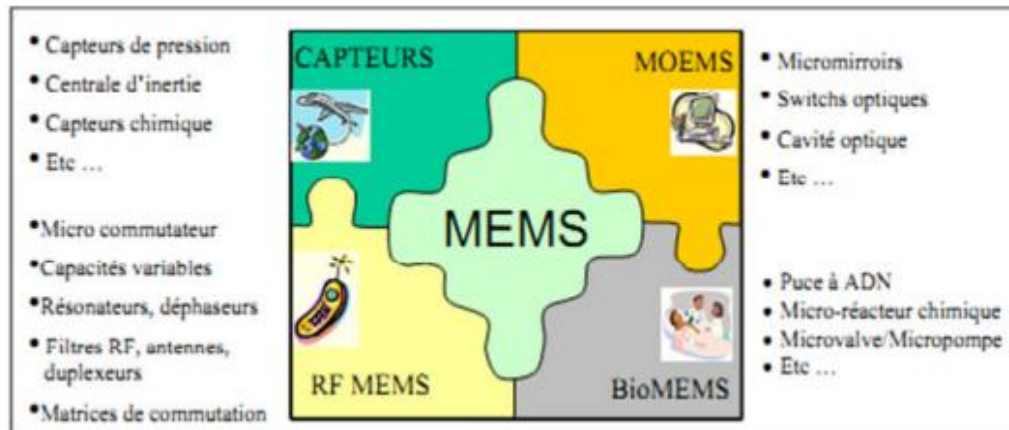 • Capteurs de pression
• Centrale d'inertie
• Capteurs chimique
• Etc ...
•Micro commutateur
•Capacités variables
•Résonateurs, déphaseurs
• Filtres RF, antennes,
duplexeurs
•Matrices de commutation
CAPTEURS
MOEMS
MEMS
RF MEMS
BioMEMS
• Micromirroirs
• Switchs optiques
• Cavité optique
• Etc ...
• Puce à ADN
• Micro-réacteur chimique
• Microvalve/Micropompe
• Etc ...